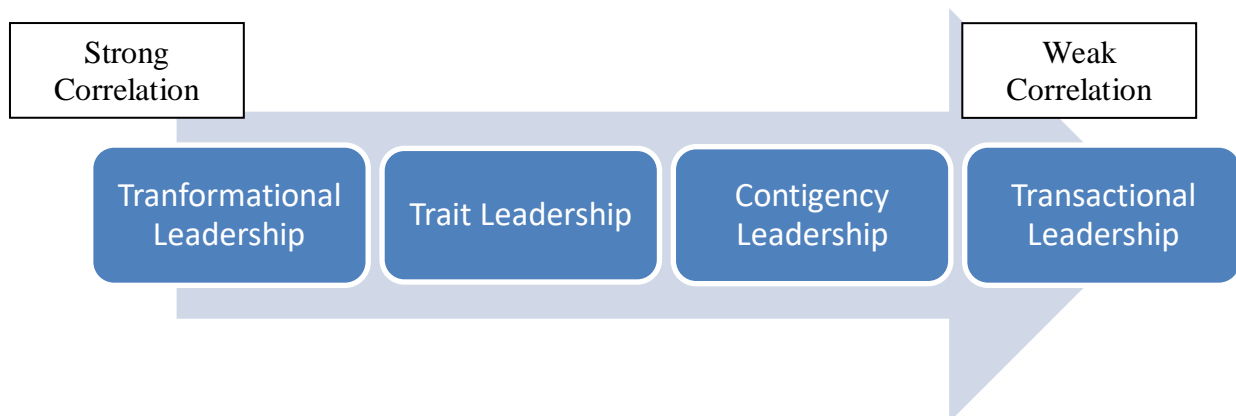 Strong
Correlation
Weak
Correlation
Tranformational
Leadership
Trait Leadership
Contigency
Leadership
Transactional
Leadership